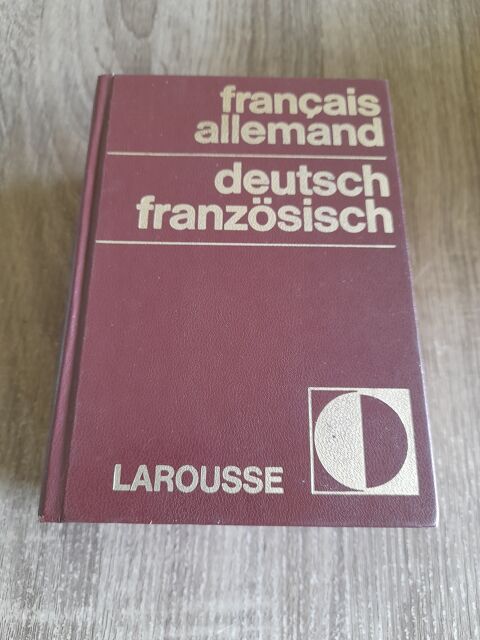 français
allemand
deutsch
französisch
LAROUSSE